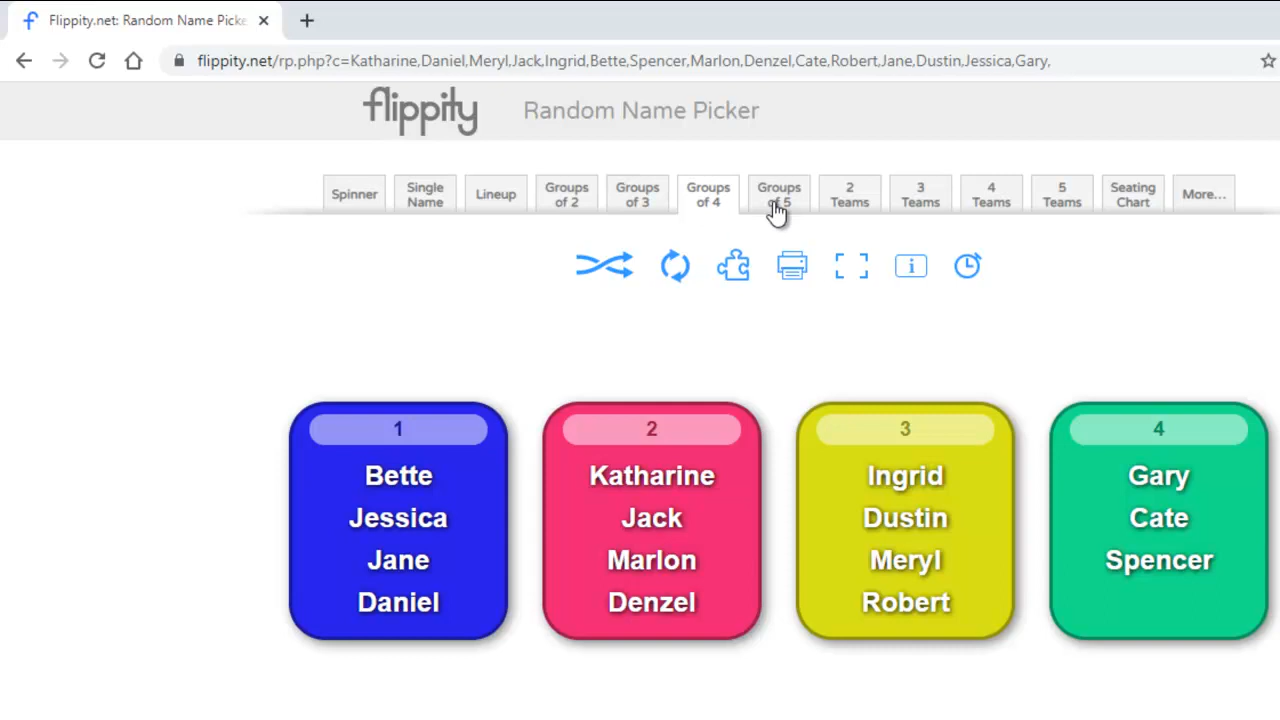 Flippity.net: Random Name Picke
flippity.net/rp.php?c=Katharine,Daniel,Meryl,Jack,Ingrid,Bette,Spencer,Marlon,Denzel,Cate,Robert,Jane,Dustin,Jessica,Gary,
flippity Random Name Picker
Spinner
Single
Name
Lineup
Groups
of 2
Groups
of 3
Groups
of 4
Groups
of 5
2
Teams
3
Teams
4
Teams
5
Teams
Seating
Chart
More...
1
Bette
Jessica
Jane
Daniel
2
Katharine
Jack
Marlon
Denzel
3
Ingrid
Dustin
Meryl
Robert
4
Gary
Cate
Spencer